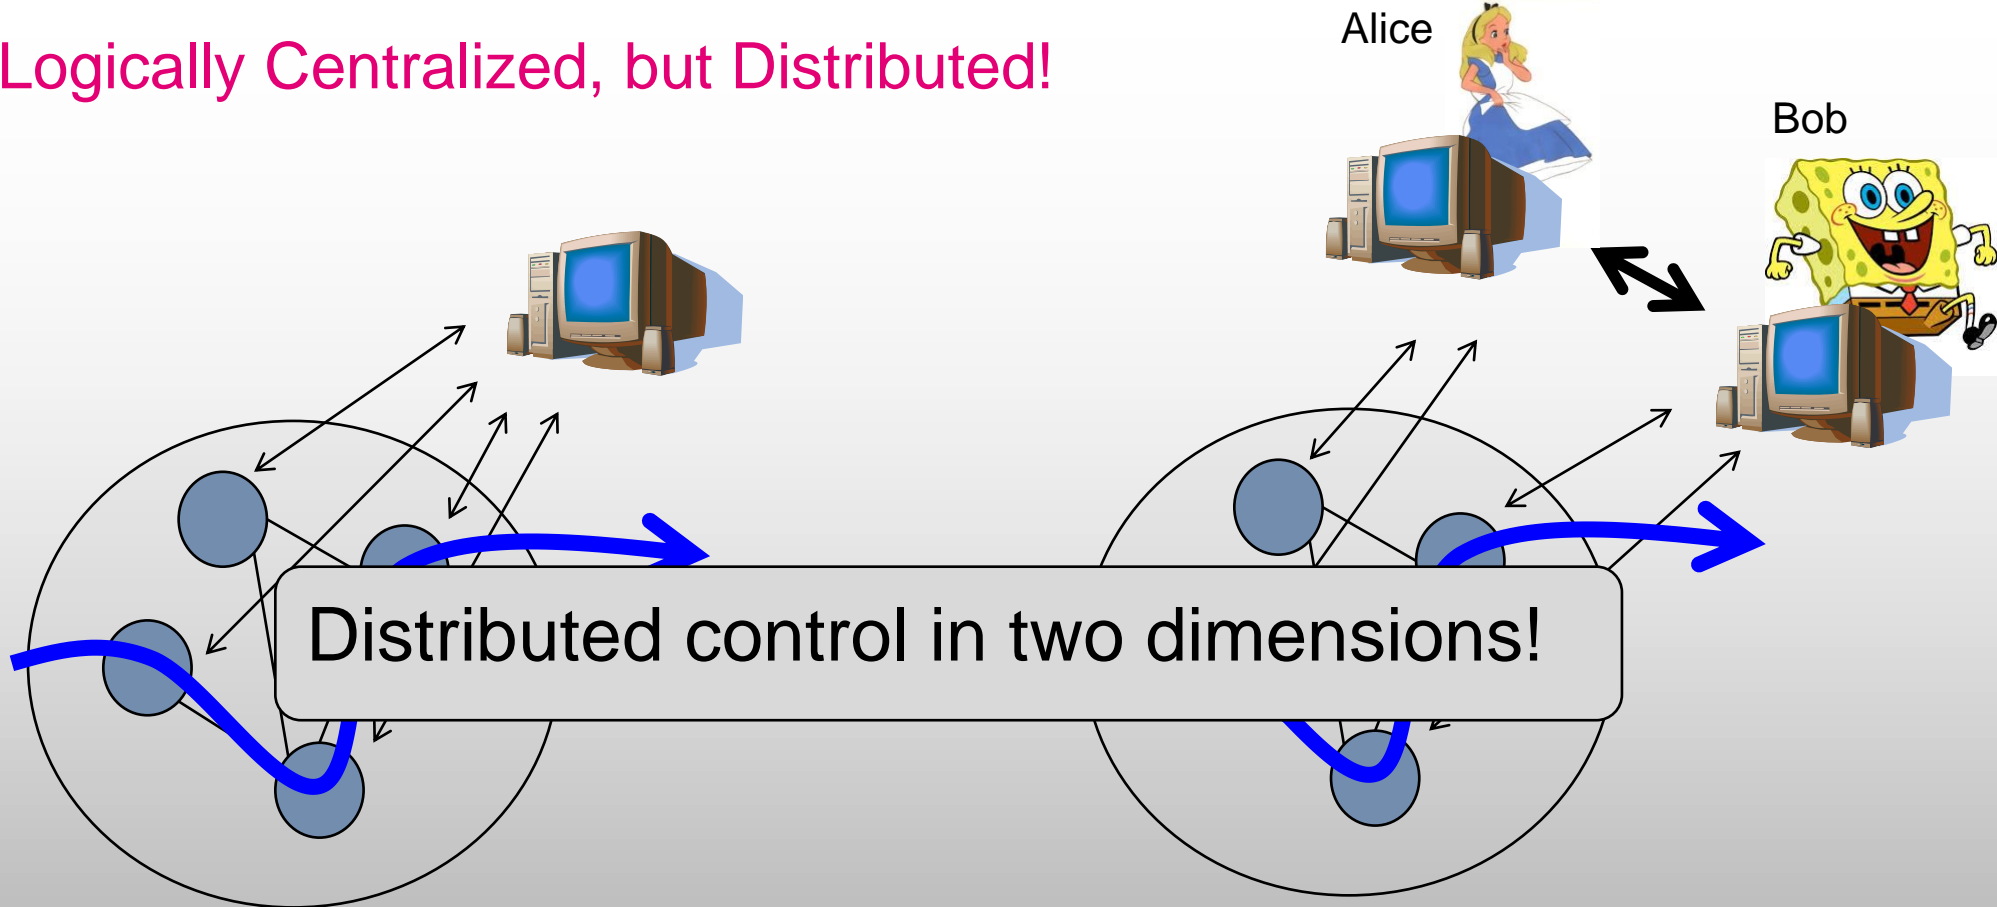 Logically Centralized, but Distributed!
Alice
Bob
Distributed control in two dimensions!